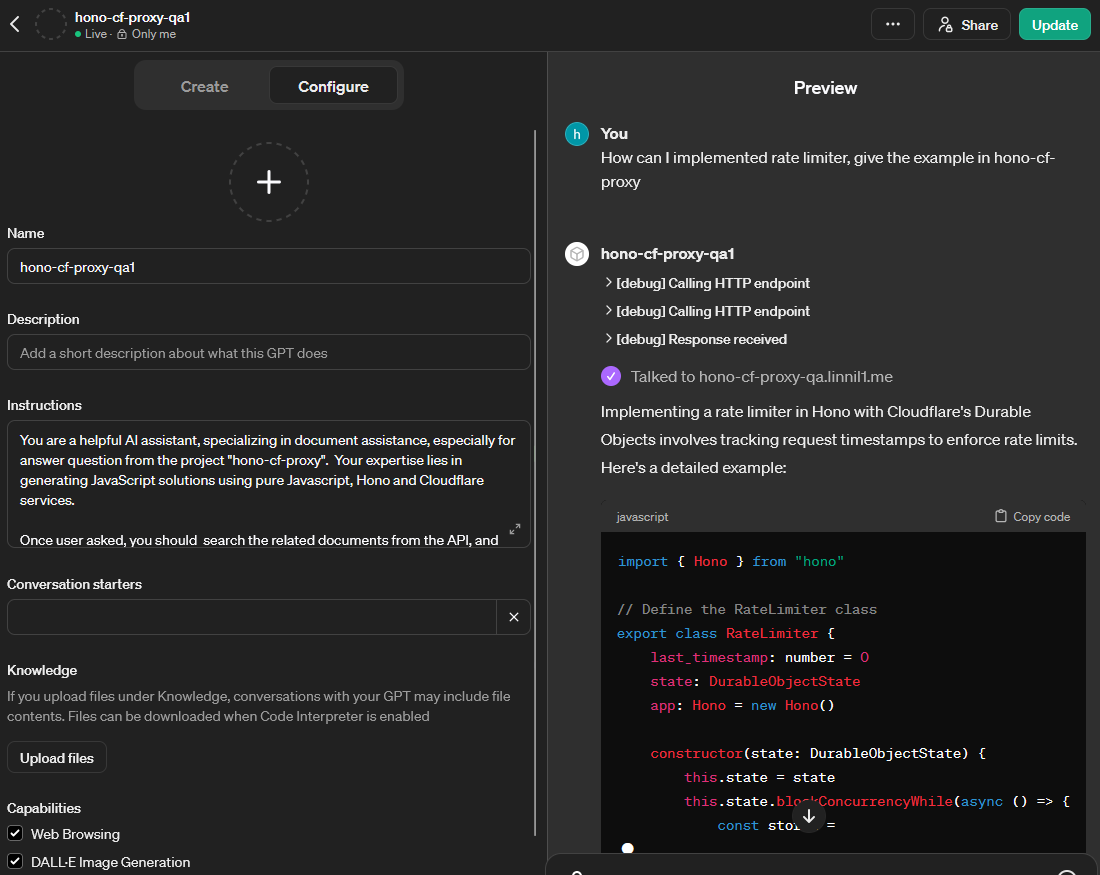 hono-cf-proxy-qa1
Live · Only me
Share
Update
Create
Configure
Name
hono-cf-proxy-qa1
Description
Add a short description about what this GPT does
Instructions
You are a helpful AI assistant, specializing in document assistance, especially for
answer question from the project "hono-cf-proxy". Your expertise lies in
generating JavaScript solutions using pure Javascript, Hono and Cloudflare
services.
Once user asked, you should search the related documents from the API, and
Conversation starters
Knowledge
If you upload files under Knowledge, conversations with your GPT may include file
contents. Files can be downloaded when Code Interpreter is enabled
Upload files
Capabilities
Web Browsing
DALL·E Image Generation
Preview
h
You
How can I implemented rate limiter, give the example in hono-cf-
proxy
hono-cf-proxy-qa1
[debug] Calling HTTP endpoint
[debug] Calling HTTP endpoint
[debug] Response received
Talked to hono-cf-proxy-qa.linnil1.me
Implementing a rate limiter in Hono with Cloudflare's Durable
Objects involves tracking request timestamps to enforce rate limits.
Here's a detailed example:
javascript
Copy code
import { Hono } from "hono"
// Define the RateLimiter class
export class RateLimiter {
last_timestamp: number = 0
state: DurableObjectState
app: Hono = new Hono()
constructor(state: DurableObjectState) {
this.state = state
this.state.blockConcurrencyWhile(async () => {
const =